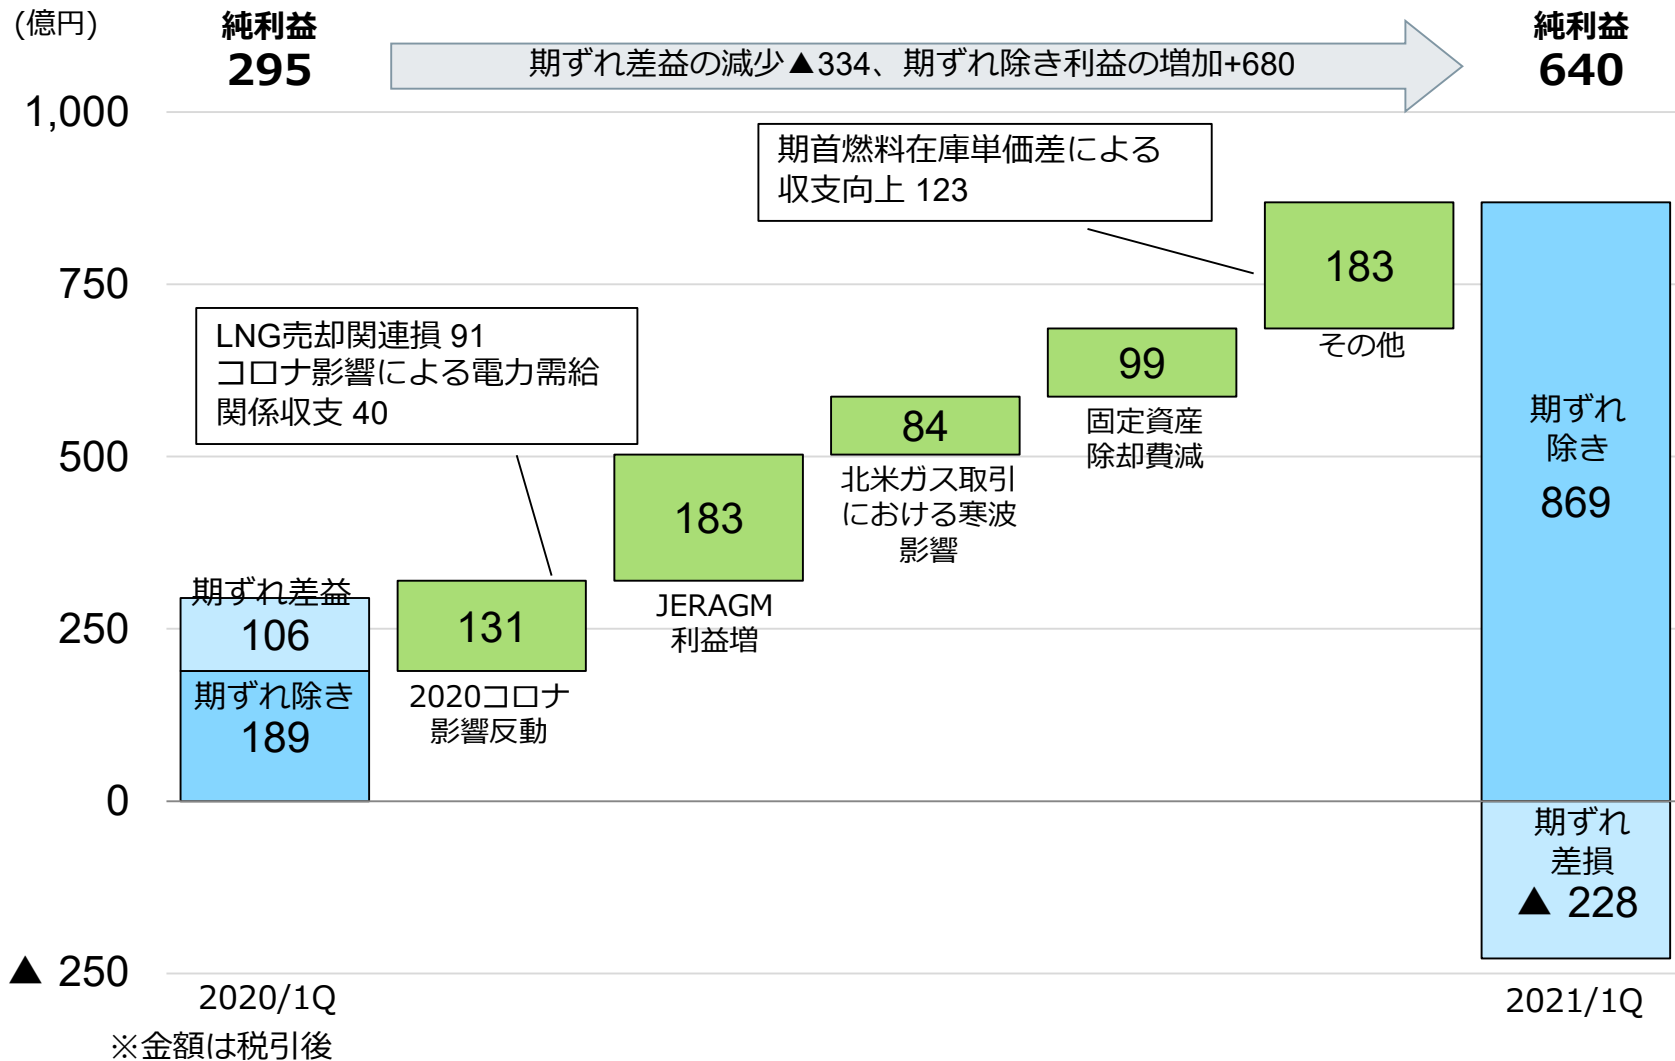 (億円)
純利益
295
期ずれ差益の減少▲334、期ずれ除き利益の増加+680
純利益
640
1,000
750
500
250
0
▲ 250
期首燃料在庫単価差による
収支向上 123
LNG売却関連損 91
コロナ影響による電力需給
関係収支 40
期ずれ差益
106
期ずれ除き
189
131
2020コロナ
影響反動
183
JERAGM
利益増
84
北米ガス取引
における寒波
影響
99
固定資産
除却費減
183
その他
期ずれ
除き
869
期ずれ
差損
▲ 228
2020/1Q
2021/1Q
※金額は税引後